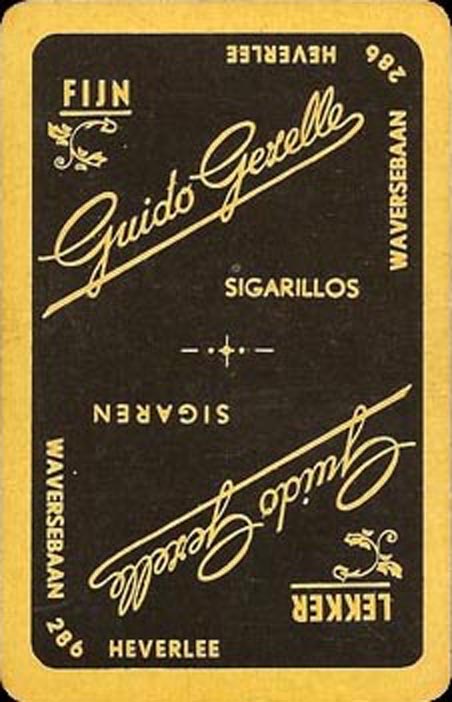 HEVERLEE 286
FIJN
WAVERSEBAAN
Guido Gezelle
SIGARILLOS
SIGAREN
Guido Gezelle
WAVERSEBAAN
LEKKER
286 HEVERLEE